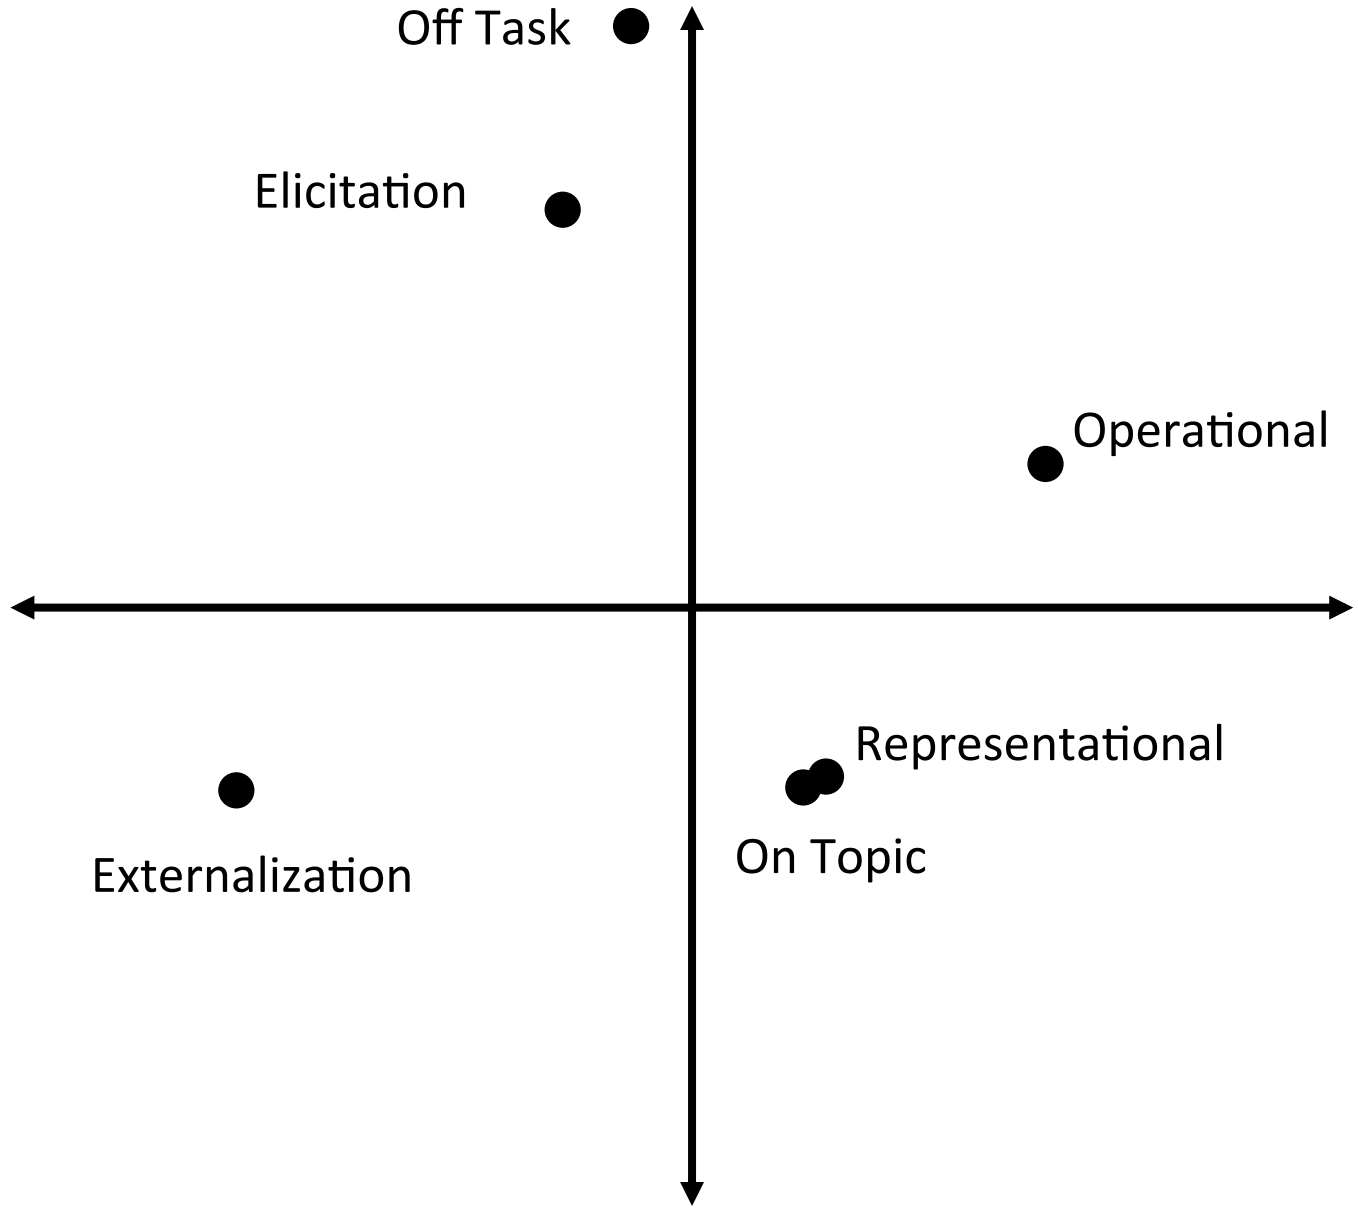 Off Task
Elicitation
Operational
Representational
On Topic
Externalization